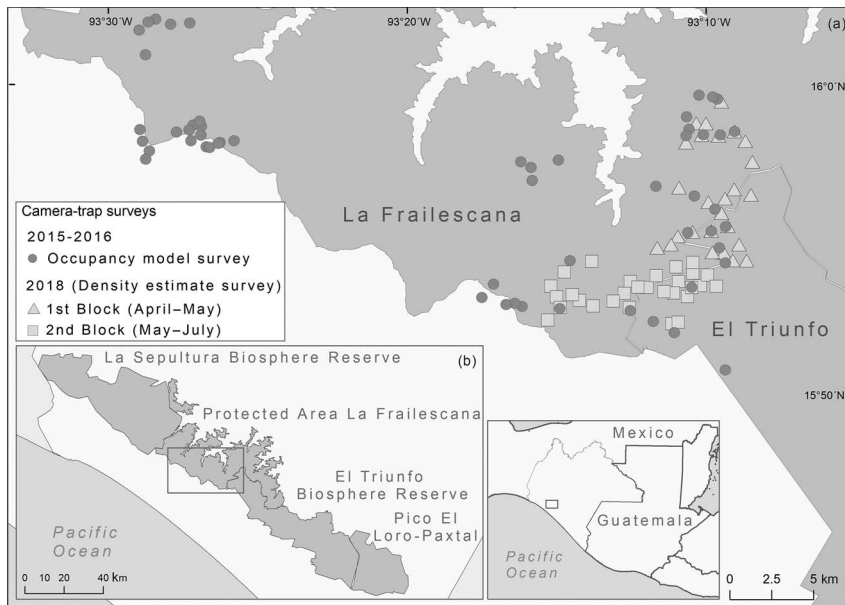 93°30'
93°20'
93°10'
(a)
16°0'
La Frailescana
Camera-trap surveys
2015-2016
Occupancy model survey
2018 (Density estimate survey)
1st Block (April–May)
2nd Block (May–July)
El Triunfo
15°50'
(b)
La Sepultura Biosphere Reserve
Protected Area La Frailescana
El Triunfo
Biosphere Reserve
Pico El
Loro-Paxtal
Pacific
Ocean
0 20 40 km
Mexico
Guatemala
Pacific
Ocean
0 2.5 5 km